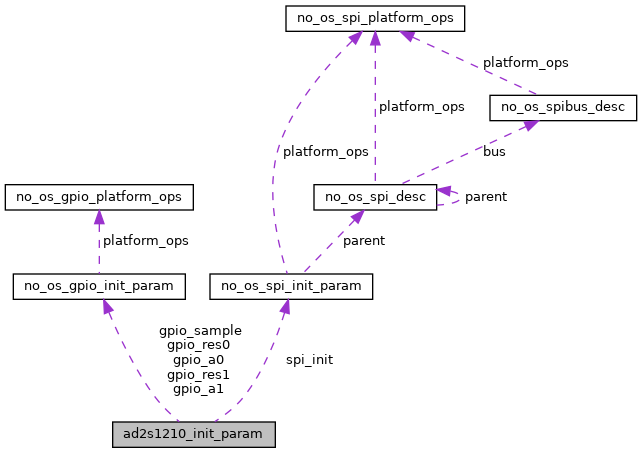 no_os_spi_platform_ops
platform_ops
no_os_spibus_desc
platform_ops
platform_ops
bus
no_os_gpio_platform_ops
no_os_spi_desc
parent
platform_ops
parent
no_os_gpio_init_param
no_os_spi_init_param
gpio_sample
gpio_res0
gpio_a0
gpio_res1
gpio_a1
spi_init
ad2s1210_init_param